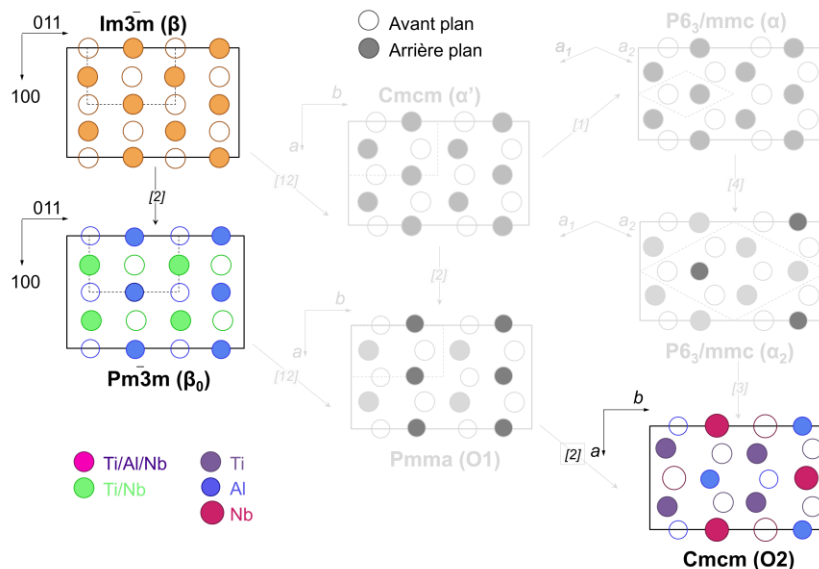 Im3̄m (β)
011
100
[2]
Avant plan
Arrière plan
P6₃/mmc (α)
a₁
a₂
Cmcm (α')
b
a
[12]
[1]
[4]
011
100
Pm3̄m (β₀)
[12]
[2]
b
a
Pmma (O1)
a₁
a₂
P6₃/mmc (α₂)
[3]
[2]
b
a
Cmcm (O2)
Ti/Al/Nb
Ti/Nb
Ti
Al
Nb